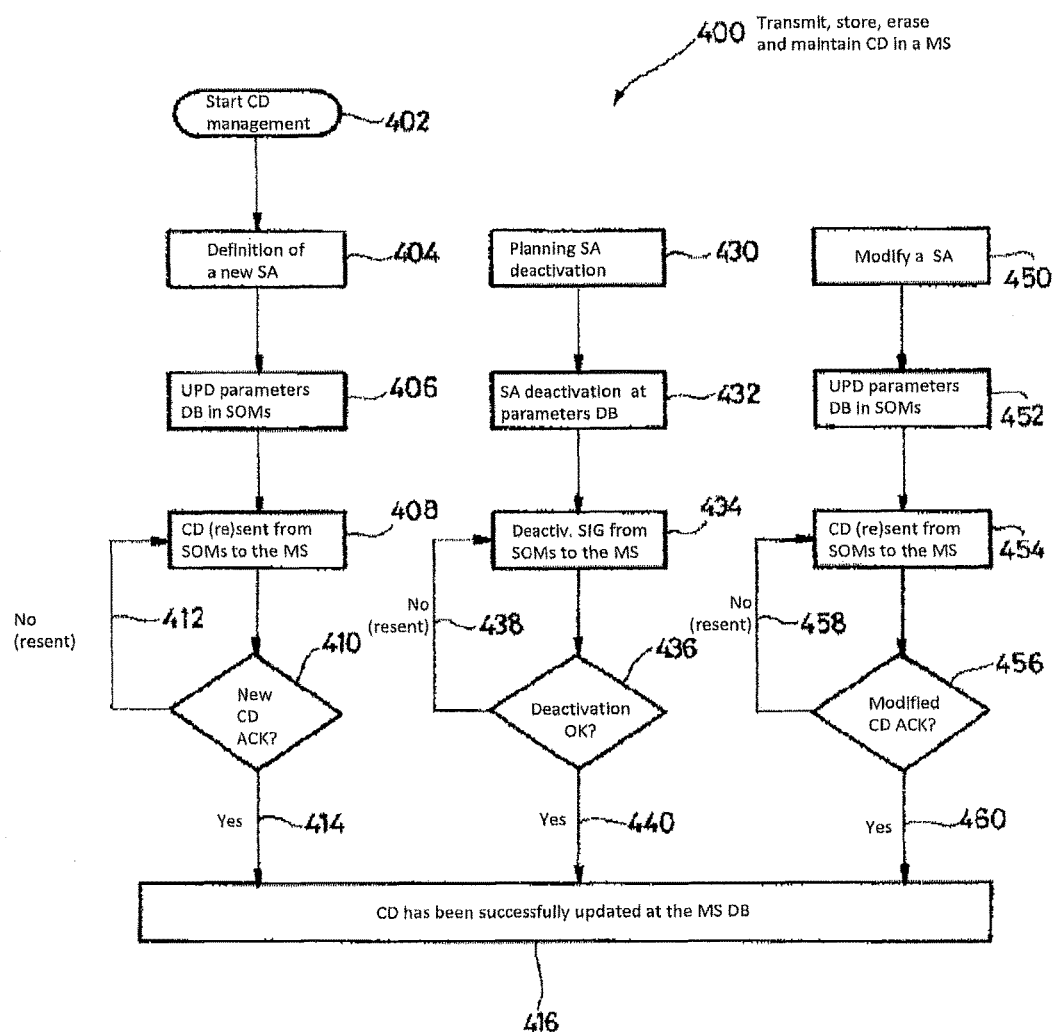 400 Transmit, store, erase
and maintain CD in a MS
Start CD
management
402
Definition of
a new SA
404
Planning SA
deactivation
430
Modify a SA
450
UPD parameters
DB in SOMs
406
SA deactivation at
parameters DB
432
UPD parameters
DB in SOMs
452
CD (re)sent from
SOMs to the MS
408
Deactiv. SIG from
SOMs to the MS
434
CD (re)sent from
SOMs to the MS
454
No
(resent)
412
No
(resent)
438
No
(resent)
458
New
CD
ACK?
410
Deactivation
OK?
436
Modified
CD ACK?
456
Yes
414
Yes
440
Yes
460
CD has been successfully updated at the MS DB
416